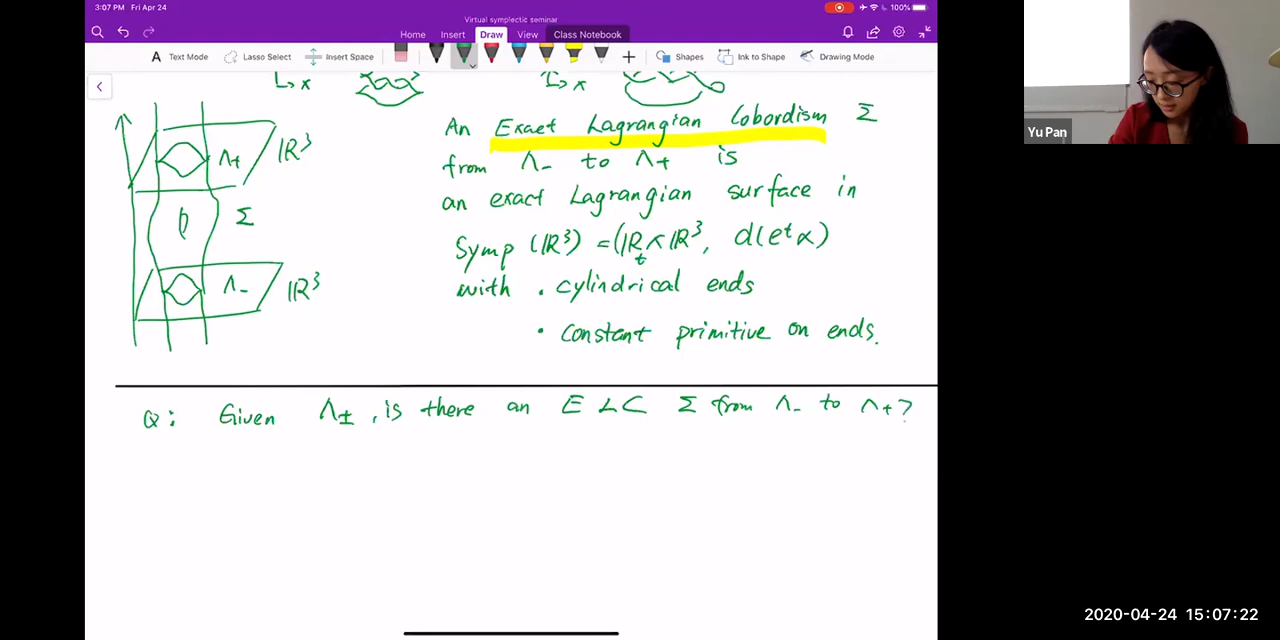 3:07 PM Fri Apr 24
100%
Virtual symplectic seminar
Home Insert Draw View Class Notebook
Text Mode Lasso Select Insert Space Shapes Ink to Shape Drawing Mode
x
x
An Exact Lagrangian Cobordism Σ
from Λ- to Λ+ is
an exact Lagrangian surface in
Symp (ℝ³) = (ℝ_t × ℝ³, d(e^t α)
with . cylindrical ends
• constant primitive on ends.
Λ+ ℝ³
Σ
Λ- ℝ³
Q: Given Λ±, is there an ELC Σ from Λ- to Λ+?
Yu Pan
2020-04-24 15:07:22